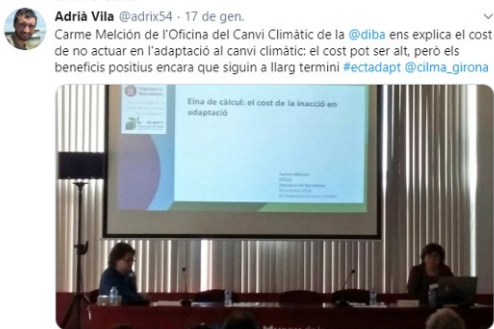 Adrià Vila @adrix54 · 17 de gen.
Carme Melción de l'Oficina del Canvi Climàtic de la @diba ens explica el cost
de no actuar en l'adaptació al canvi climàtic: el cost pot ser alt, però els
beneficis positius encara que siguin a llarg termini #ectadapt @cilma_girona
Eina de càlcul: el cost de la inacció en
adaptació
Carme Melción